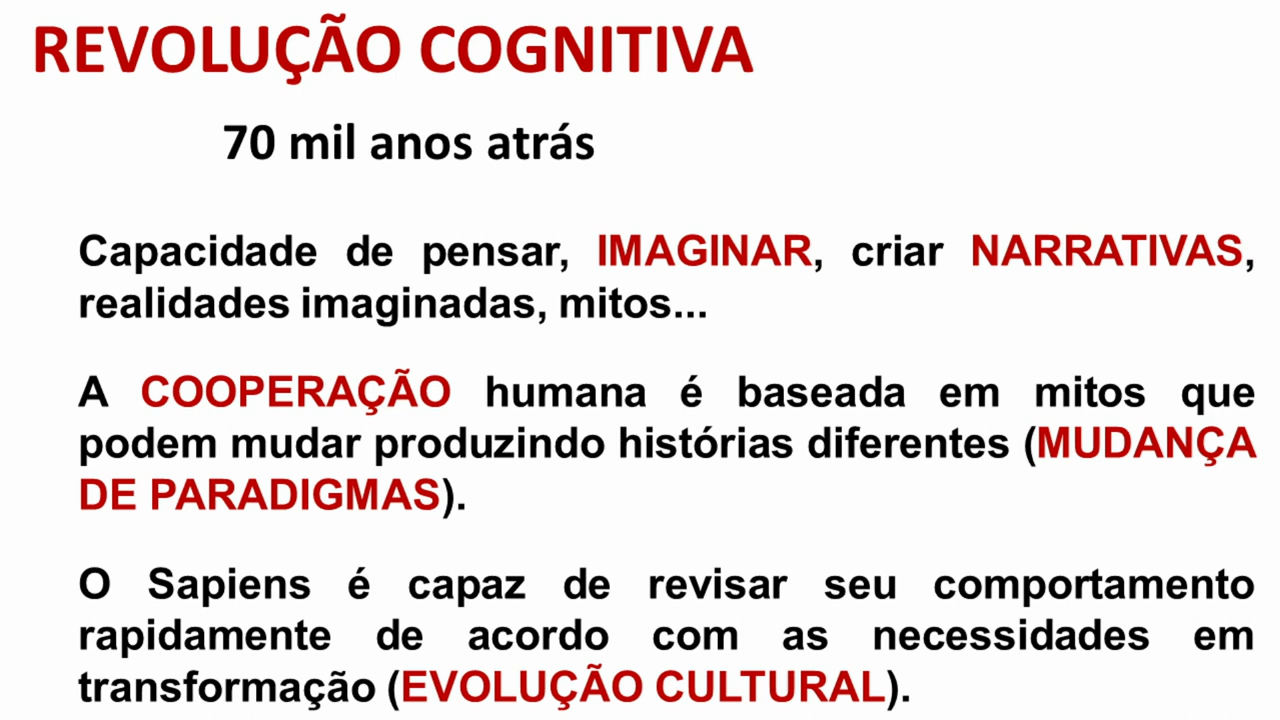 REVOLUÇÃO COGNITIVA
70 mil anos atrás
Capacidade de pensar, IMAGINAR, criar NARRATIVAS,
realidades imaginadas, mitos...
A COOPERAÇÃO humana é baseada em mitos que
podem mudar produzindo histórias diferentes (MUDANÇA
DE PARADIGMAS).
O Sapiens é capaz de revisar seu comportamento
rapidamente de acordo com as necessidades em
transformação (EVOLUÇÃO CULTURAL).